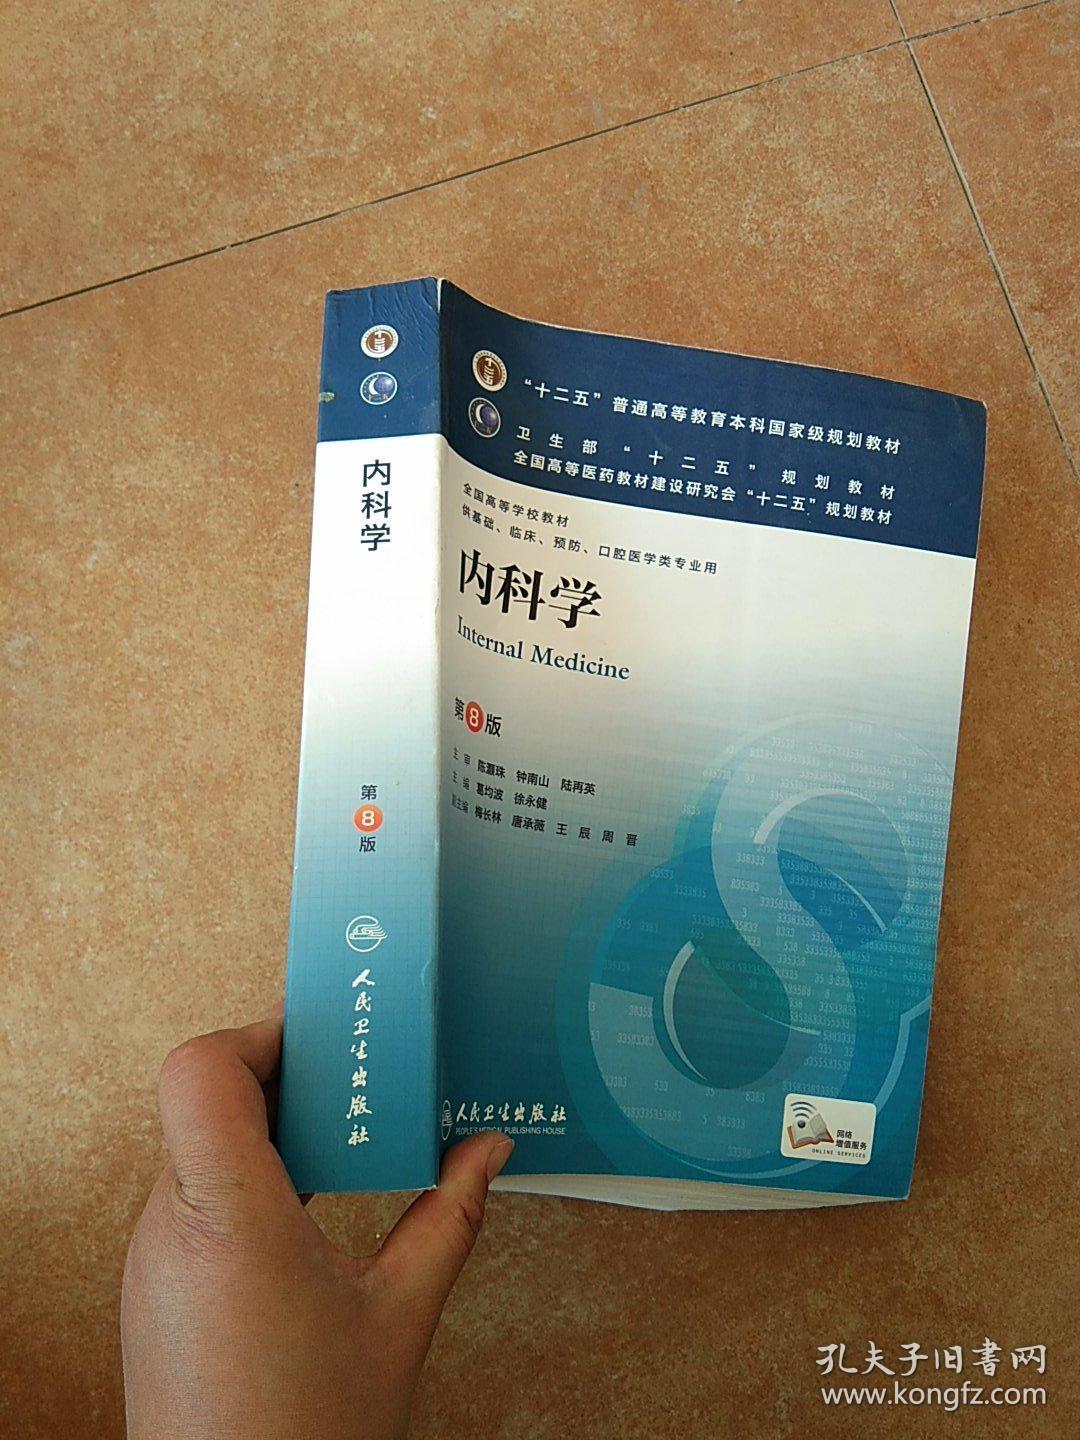 内科学
第8版
人民卫生出版社
“十二五”普通高等教育本科国家级规划教材
卫生部“十二五”规划教材
全国高等医药教材建设研究会“十二五”规划教材
全国高等学校教材
供基础、临床、预防、口腔医学类专业用
内科学
Internal Medicine
第8版
主审 陈灏珠 钟南山 陆再英
主编 葛均波 徐永健
副主编 梅长林 唐承薇 王辰 周晋
人民卫生出版社
PEOPLE'S MEDICAL PUBLISHING HOUSE
网络
增值服务
ONLINE SERVICES
孔夫子旧書网
www.kongfz.com